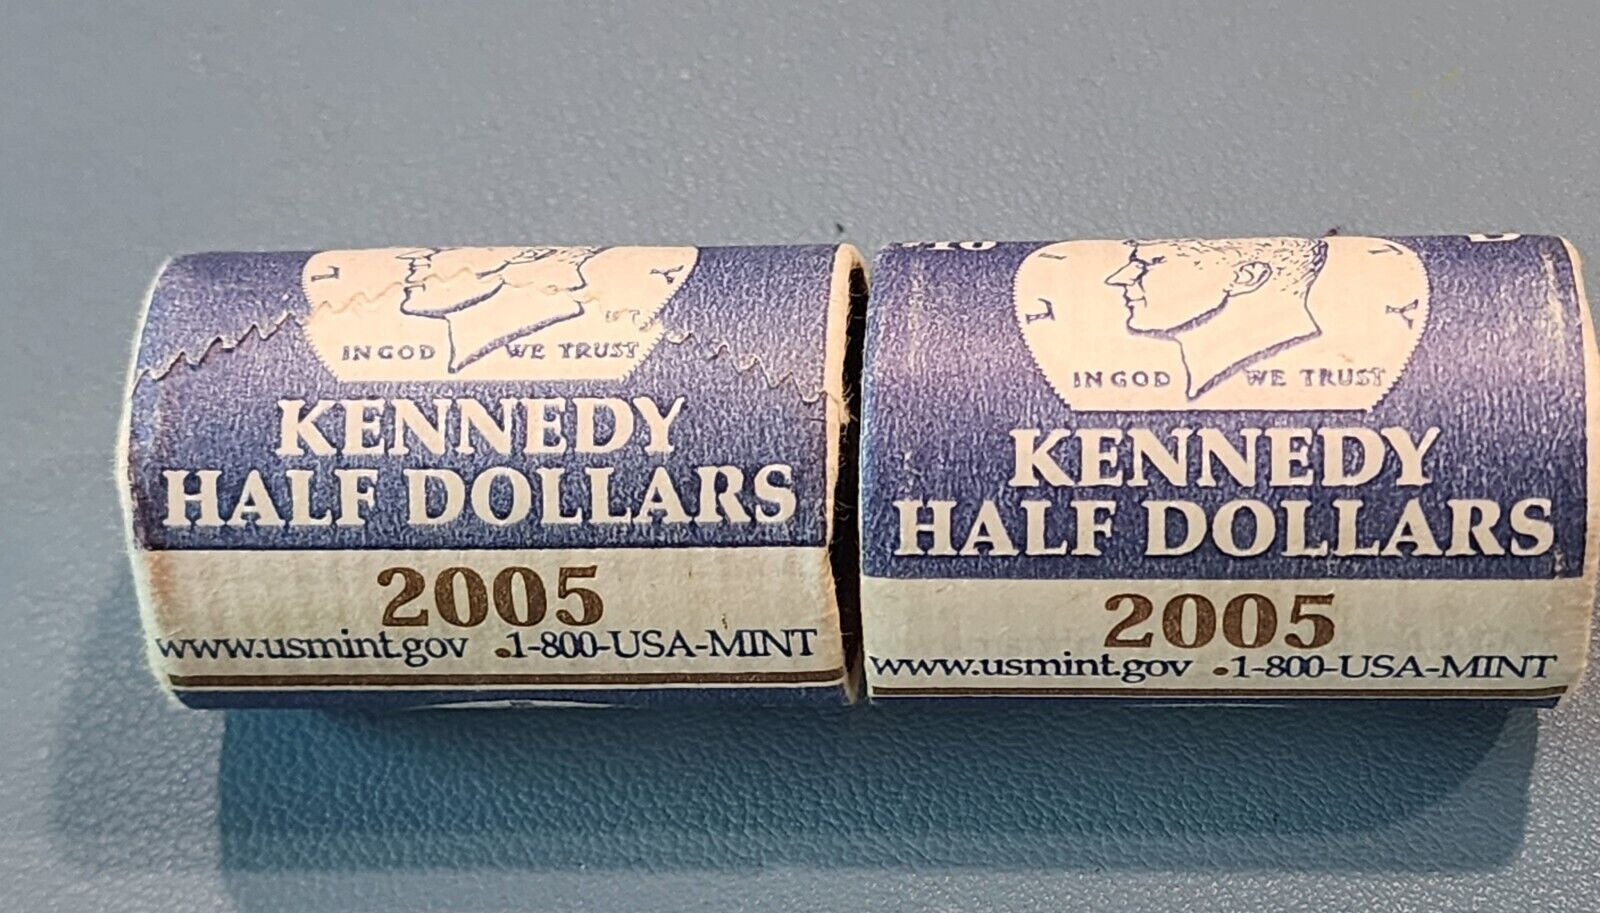 $10 D
L I T Y
IN GOD WE TRUST
KENNEDY
HALF DOLLARS
2005
www.usmint.gov .1-800-USA-MINT
L I T Y
IN GOD WE TRUST
KENNEDY
HALF DOLLARS
2005
www.usmint.gov .1-800-USA-MINT